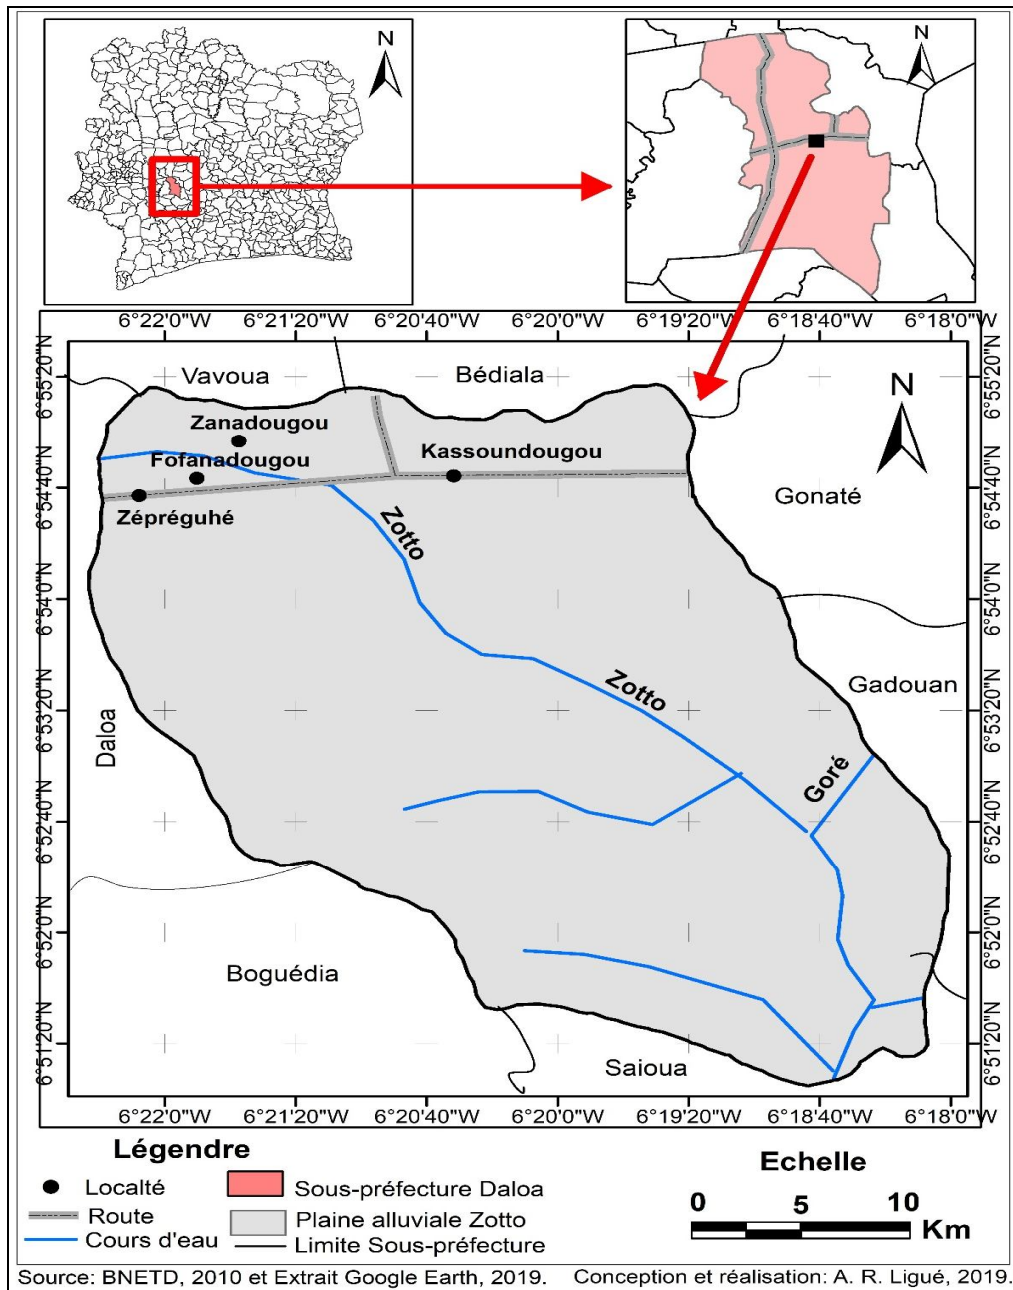 N
N
6°22'0"W 6°21'20"W 6°20'40"W 6°20'0"W 6°19'20"W 6°18'40"W 6°18'0"W
6°55'20"N
6°54'40"N
6°54'0"N
6°53'20"N
6°52'40"N
6°52'0"N
6°51'20"N
Vavoua
Bédiala
N
Zanadougou
Fofanadougou
Kassoundougou
Zépréguhé
Gonaté
Zotto
Zotto
Gadouan
Daloa
Goré
Boguédia
Saioua
6°55'20"N
6°54'40"N
6°54'0"N
6°53'20"N
6°52'40"N
6°52'0"N
6°51'20"N
6°22'0"W 6°21'20"W 6°20'40"W 6°20'0"W 6°19'20"W 6°18'40"W 6°18'0"W
Légendre
Localté
Route
Cours d'eau
Sous-préfecture Daloa
Plaine alluviale Zotto
Limite Sous-préfecture
Echelle
0 5 10
Km
Source: BNETD, 2010 et Extrait Google Earth, 2019. Conception et réalisation: A. R. Ligué, 2019.